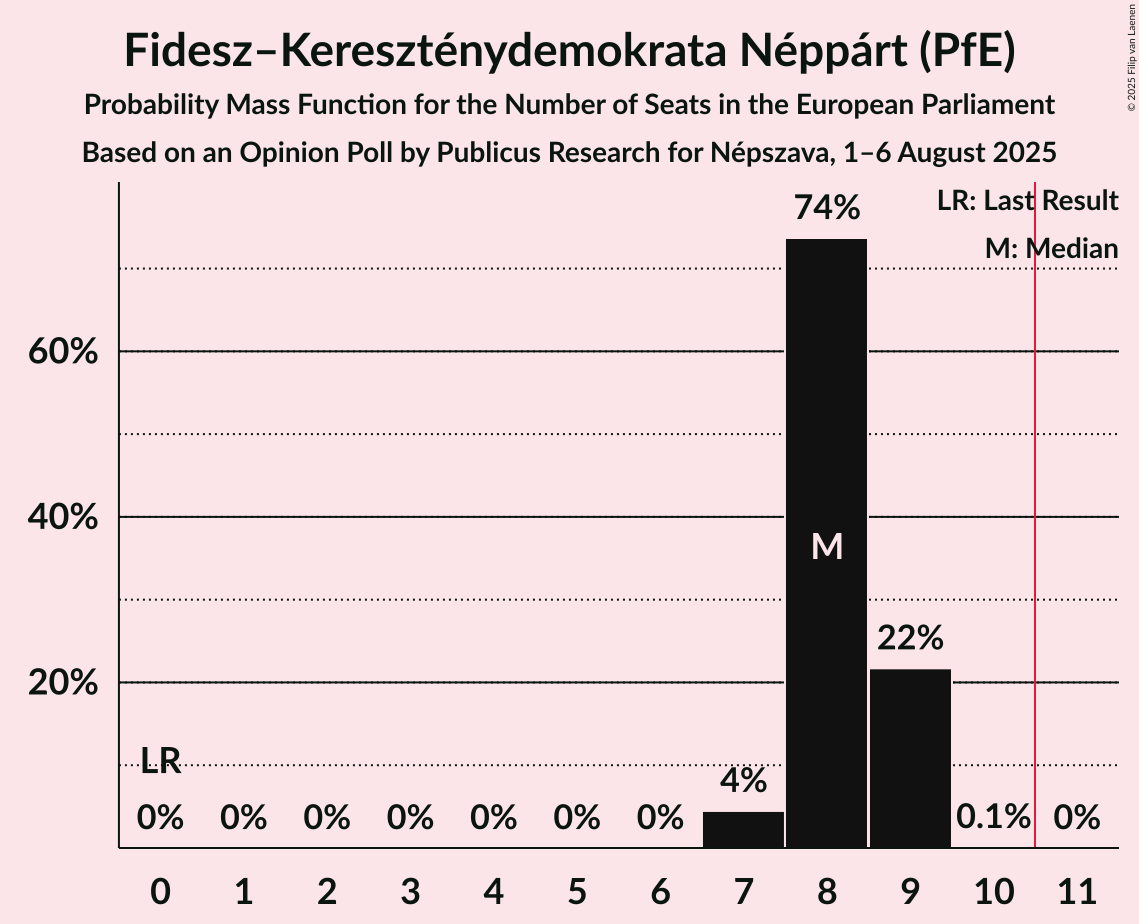 Fidesz–Kereszténydemokrata Néppárt (PfE)
Probability Mass Function for the Number of Seats in the European Parliament
Based on an Opinion Poll by Publicus Research for Népszava, 1–6 August 2025
© 2025 Filip van Laenen
LR: Last Result
M: Median
74%
60%
40%
M
22%
20%
LR
4%
0% 0% 0% 0% 0% 0% 0% 0.1% 0%
0 1 2 3 4 5 6 7 8 9 10 11